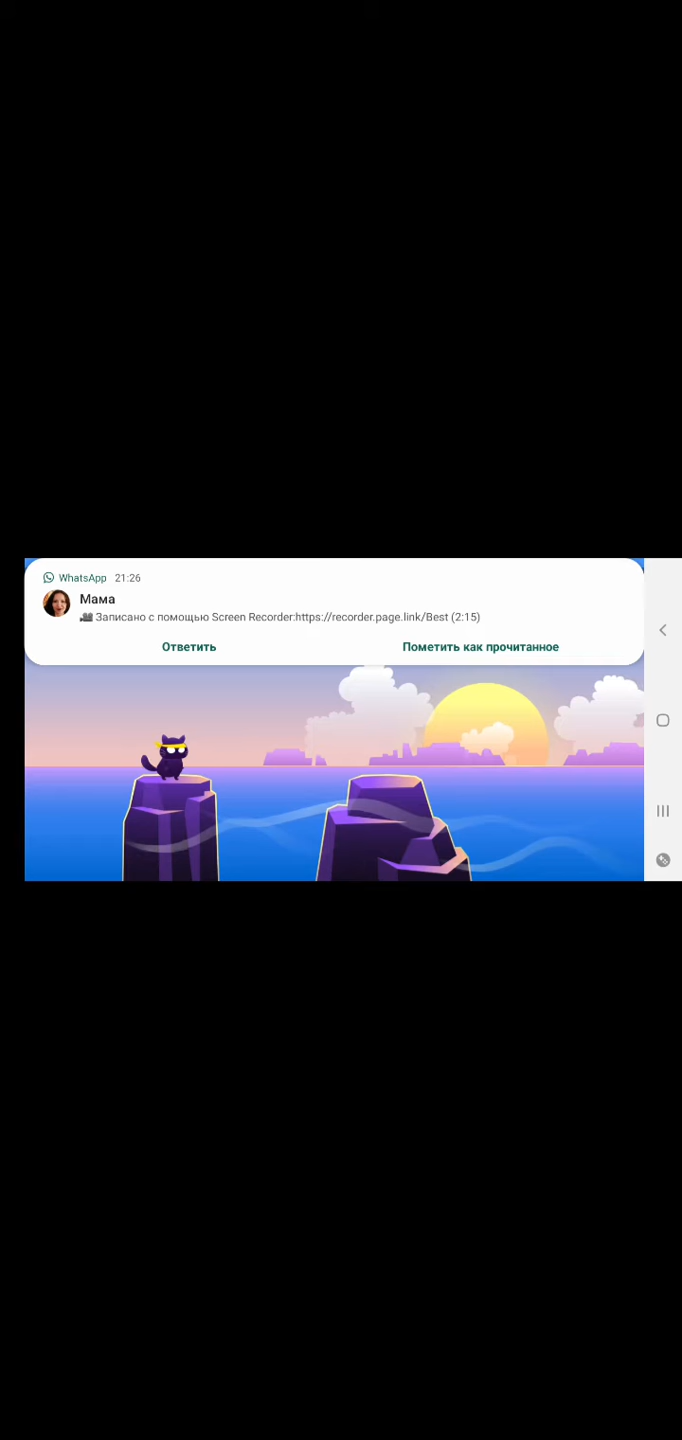 WhatsApp 21:26
Мама
🎥 Записано с помощью Screen Recorder:https://recorder.page.link/Best (2:15)
Ответить Пометить как прочитанное